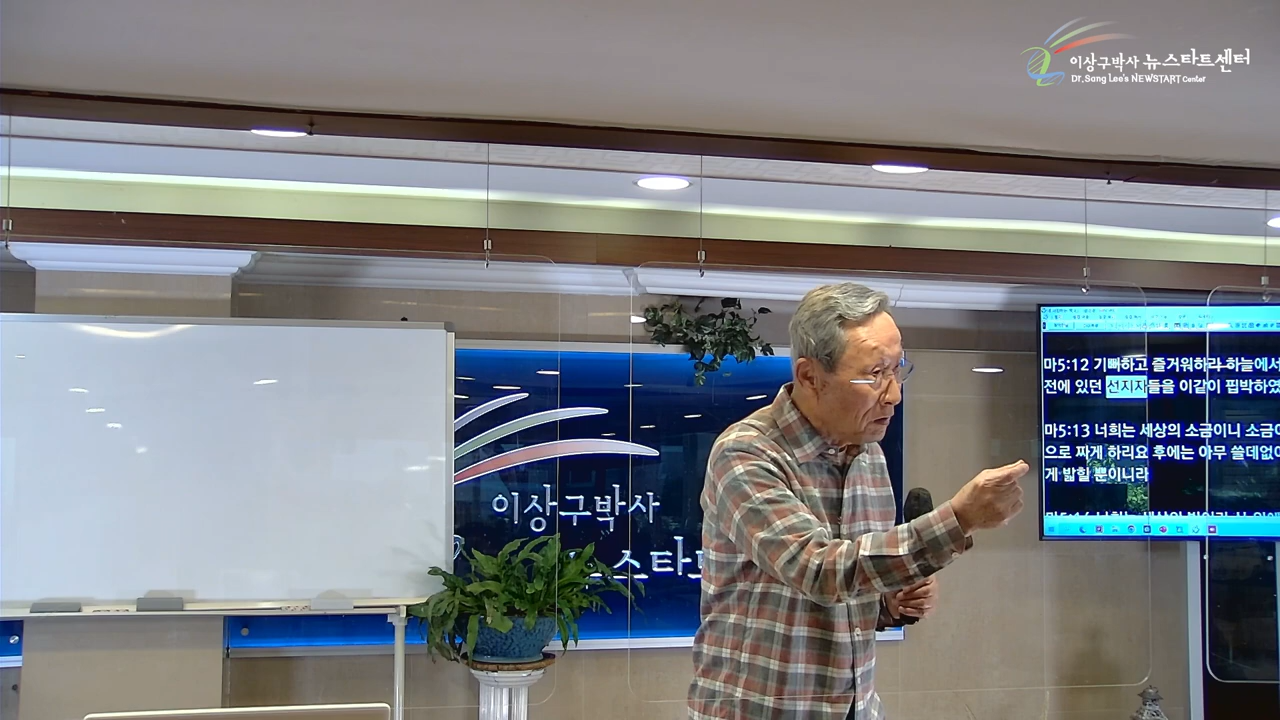 이상구박사 뉴스타트센터
Dr. Sang Lee's NEWSTART Center
마5:12 기뻐하고 즐거워하라 하늘에서
전에 있던 선지자들을 이같이 핍박하였
마5:13 너희는 세상의 소금이니 소금이
으로 짜게 하리요 후에는 아무 쓸데없어
게 밟힐 뿐이니라
이상구박사
스타트